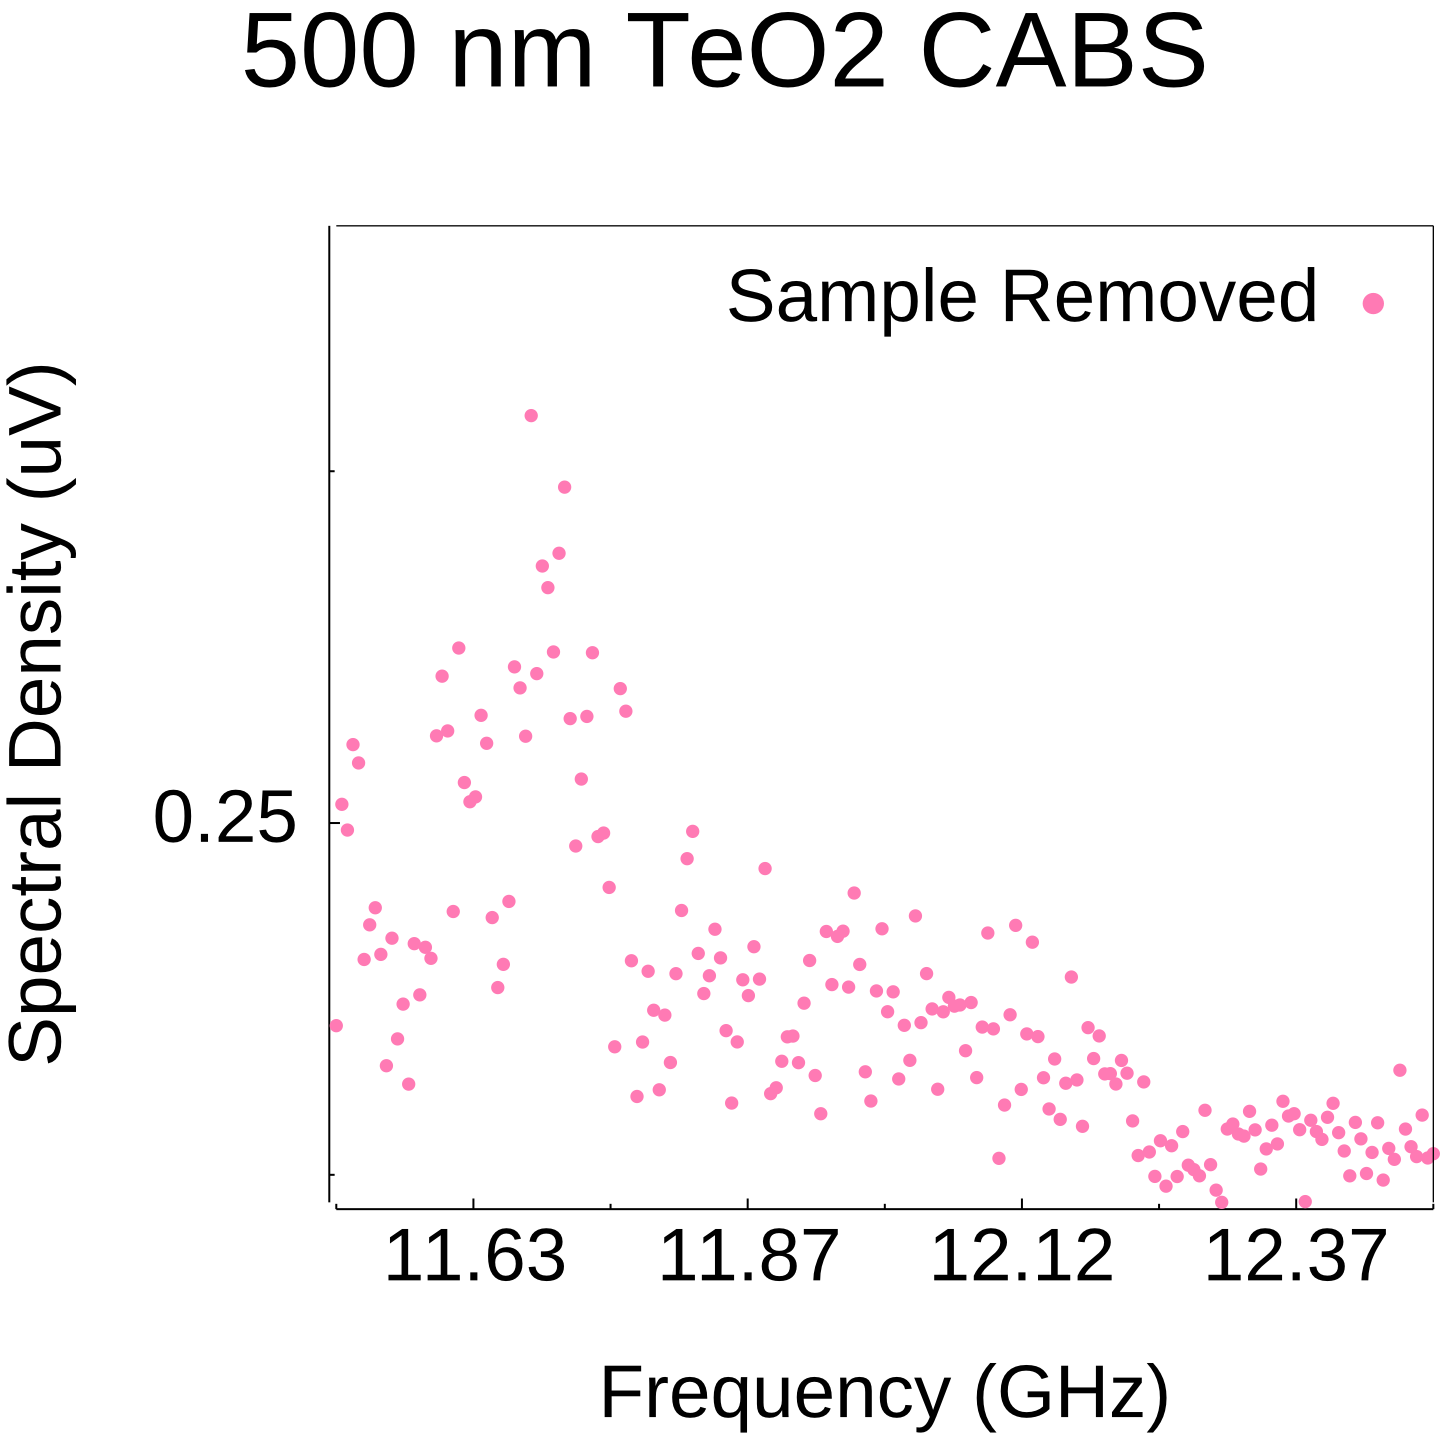 500 nm TeO2 CABS
Sample Removed
Spectral Density (uV)
0.25
11.63
11.87
12.12
12.37
Frequency (GHz)